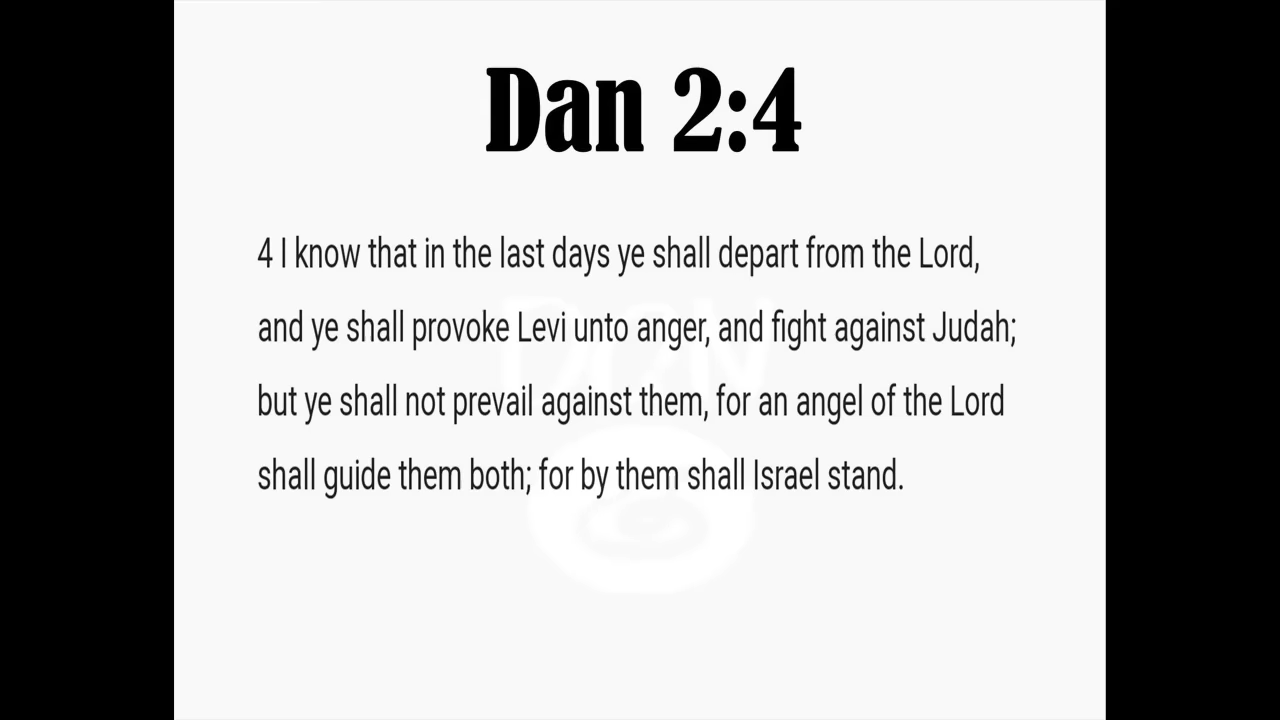 Dan 2:4
4 I know that in the last days ye shall depart from the Lord,
and ye shall provoke Levi unto anger, and fight against Judah;
but ye shall not prevail against them, for an angel of the Lord
shall guide them both; for by them shall Israel stand.